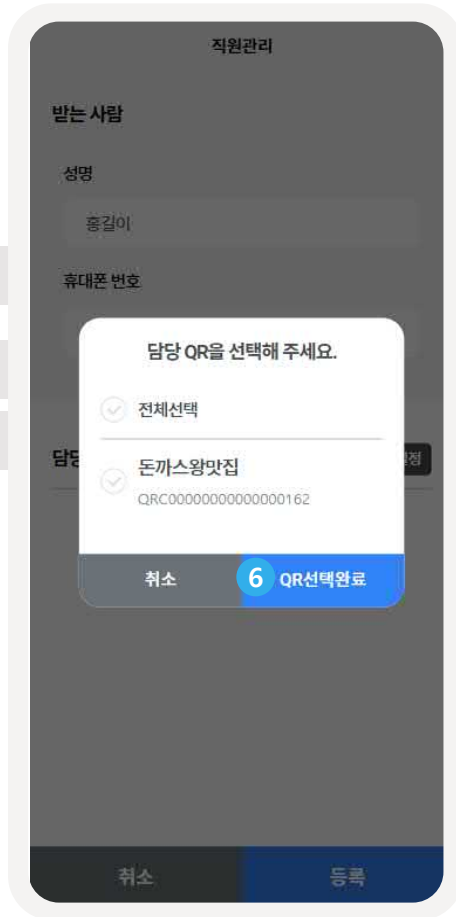 직원관리
받는 사람
성명
홍길이
휴대폰 번호
담당 QR을 선택해 주세요.
전체선택
돈까스왕맛집
QRC00000000000000162
취소
6 QR선택완료
취소
등록